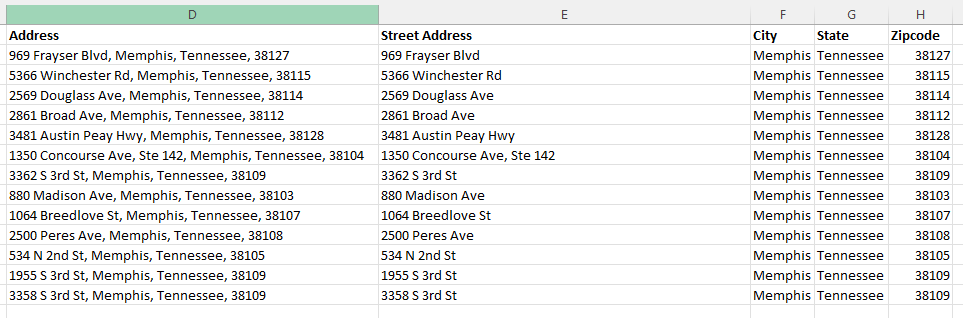 D E F G H
Address Street Address City State Zipcode
969 Frayser Blvd, Memphis, Tennessee, 38127 969 Frayser Blvd Memphis Tennessee 38127
5366 Winchester Rd, Memphis, Tennessee, 38115 5366 Winchester Rd Memphis Tennessee 38115
2569 Douglass Ave, Memphis, Tennessee, 38114 2569 Douglass Ave Memphis Tennessee 38114
2861 Broad Ave, Memphis, Tennessee, 38112 2861 Broad Ave Memphis Tennessee 38112
3481 Austin Peay Hwy, Memphis, Tennessee, 38128 3481 Austin Peay Hwy Memphis Tennessee 38128
1350 Concourse Ave, Ste 142, Memphis, Tennessee, 38104 1350 Concourse Ave, Ste 142 Memphis Tennessee 38104
3362 S 3rd St, Memphis, Tennessee, 38109 3362 S 3rd St Memphis Tennessee 38109
880 Madison Ave, Memphis, Tennessee, 38103 880 Madison Ave Memphis Tennessee 38103
1064 Breedlove St, Memphis, Tennessee, 38107 1064 Breedlove St Memphis Tennessee 38107
2500 Peres Ave, Memphis, Tennessee, 38108 2500 Peres Ave Memphis Tennessee 38108
534 N 2nd St, Memphis, Tennessee, 38105 534 N 2nd St Memphis Tennessee 38105
1955 S 3rd St, Memphis, Tennessee, 38109 1955 S 3rd St Memphis Tennessee 38109
3358 S 3rd St, Memphis, Tennessee, 38109 3358 S 3rd St Memphis Tennessee 38109